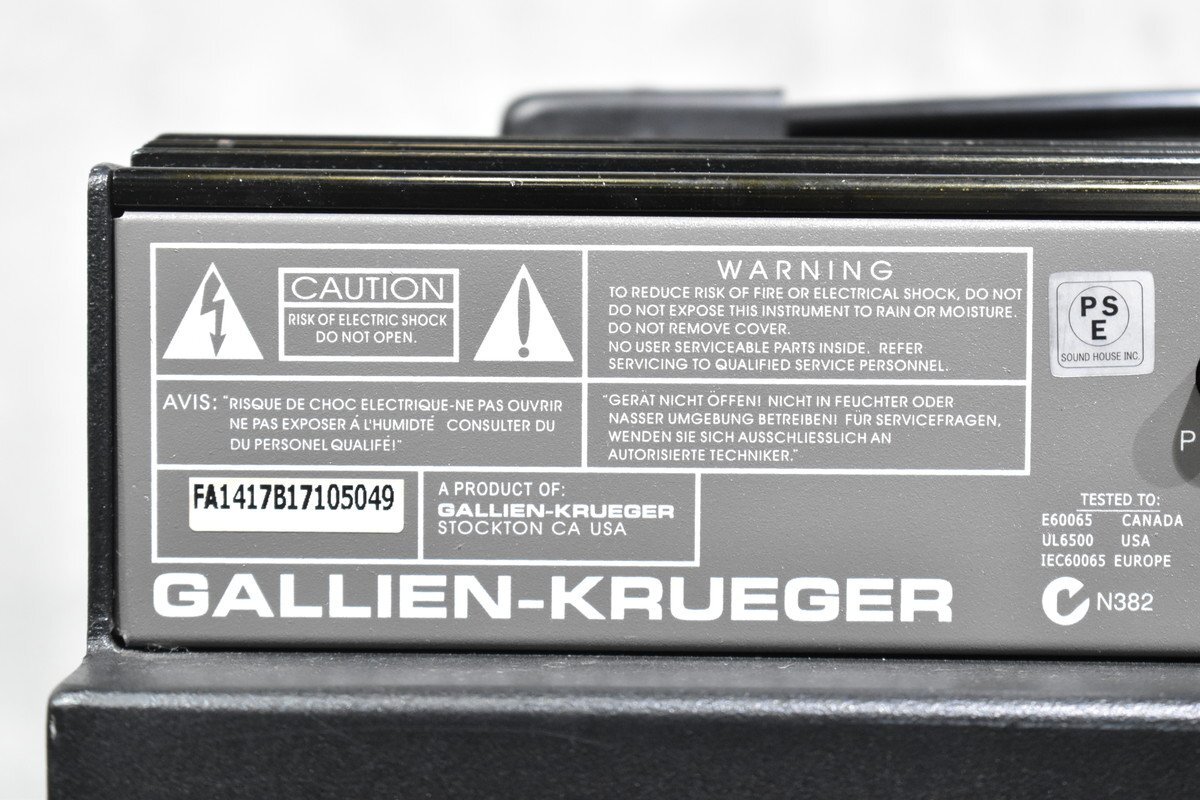 CAUTION
RISK OF ELECTRIC SHOCK
DO NOT OPEN.
WARNING
TO REDUCE RISK OF FIRE OR ELECTRICAL SHOCK, DO NOT
DO NOT EXPOSE THIS INSTRUMENT TO RAIN OR MOISTURE.
DO NOT REMOVE COVER.
NO USER SERVICEABLE PARTS INSIDE. REFER
SERVICING TO QUALIFIED SERVICE PERSONNEL.
PS
E
SOUND HOUSE INC.
AVIS: "RISQUE DE CHOC ELECTRIQUE-NE PAS OUVRIR
NE PAS EXPOSER Á L'HUMIDTÉ CONSULTER DU
DU PERSONEL QUALIFÉ!"
"GERÄT NICHT ÖFFEN! NICHT IN FEUCHTER ODER
NASSER UMGEBUNG BETREIBEN! FÜR SERVICEFRAGEN,
WENDEN SIE SICH AUSSCHLIESSLICH AN
AUTORISIERTE TECHNIKER."
P
FA1417B17105049
A PRODUCT OF:
GALLIEN-KRUEGER
STOCKTON CA USA
TESTED TO:
E60065 CANADA
UL6500 USA
IEC60065 EUROPE
N382
GALLIEN-KRUEGER